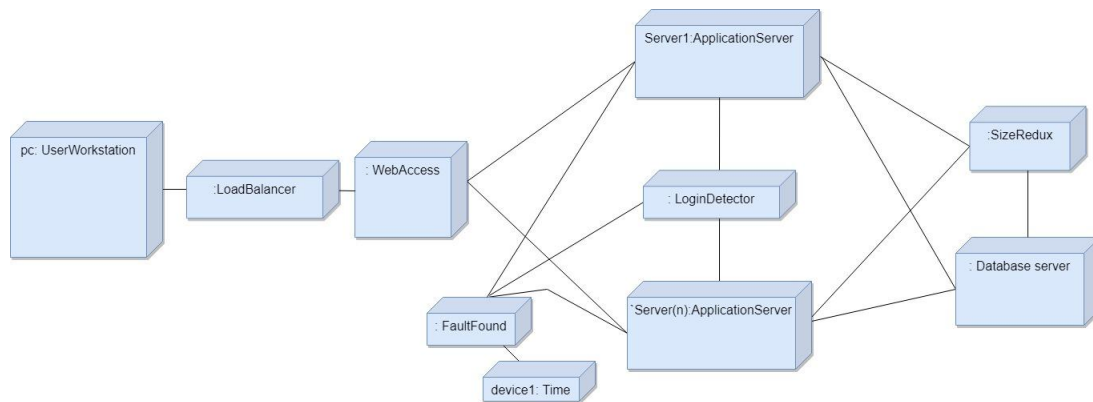 Server1:ApplicationServer
pc: UserWorkstation
:SizeRedux
: WebAccess
:LoadBalancer
: LoginDetector
: Database server
`Server(n):ApplicationServer
: FaultFound
device1: Time